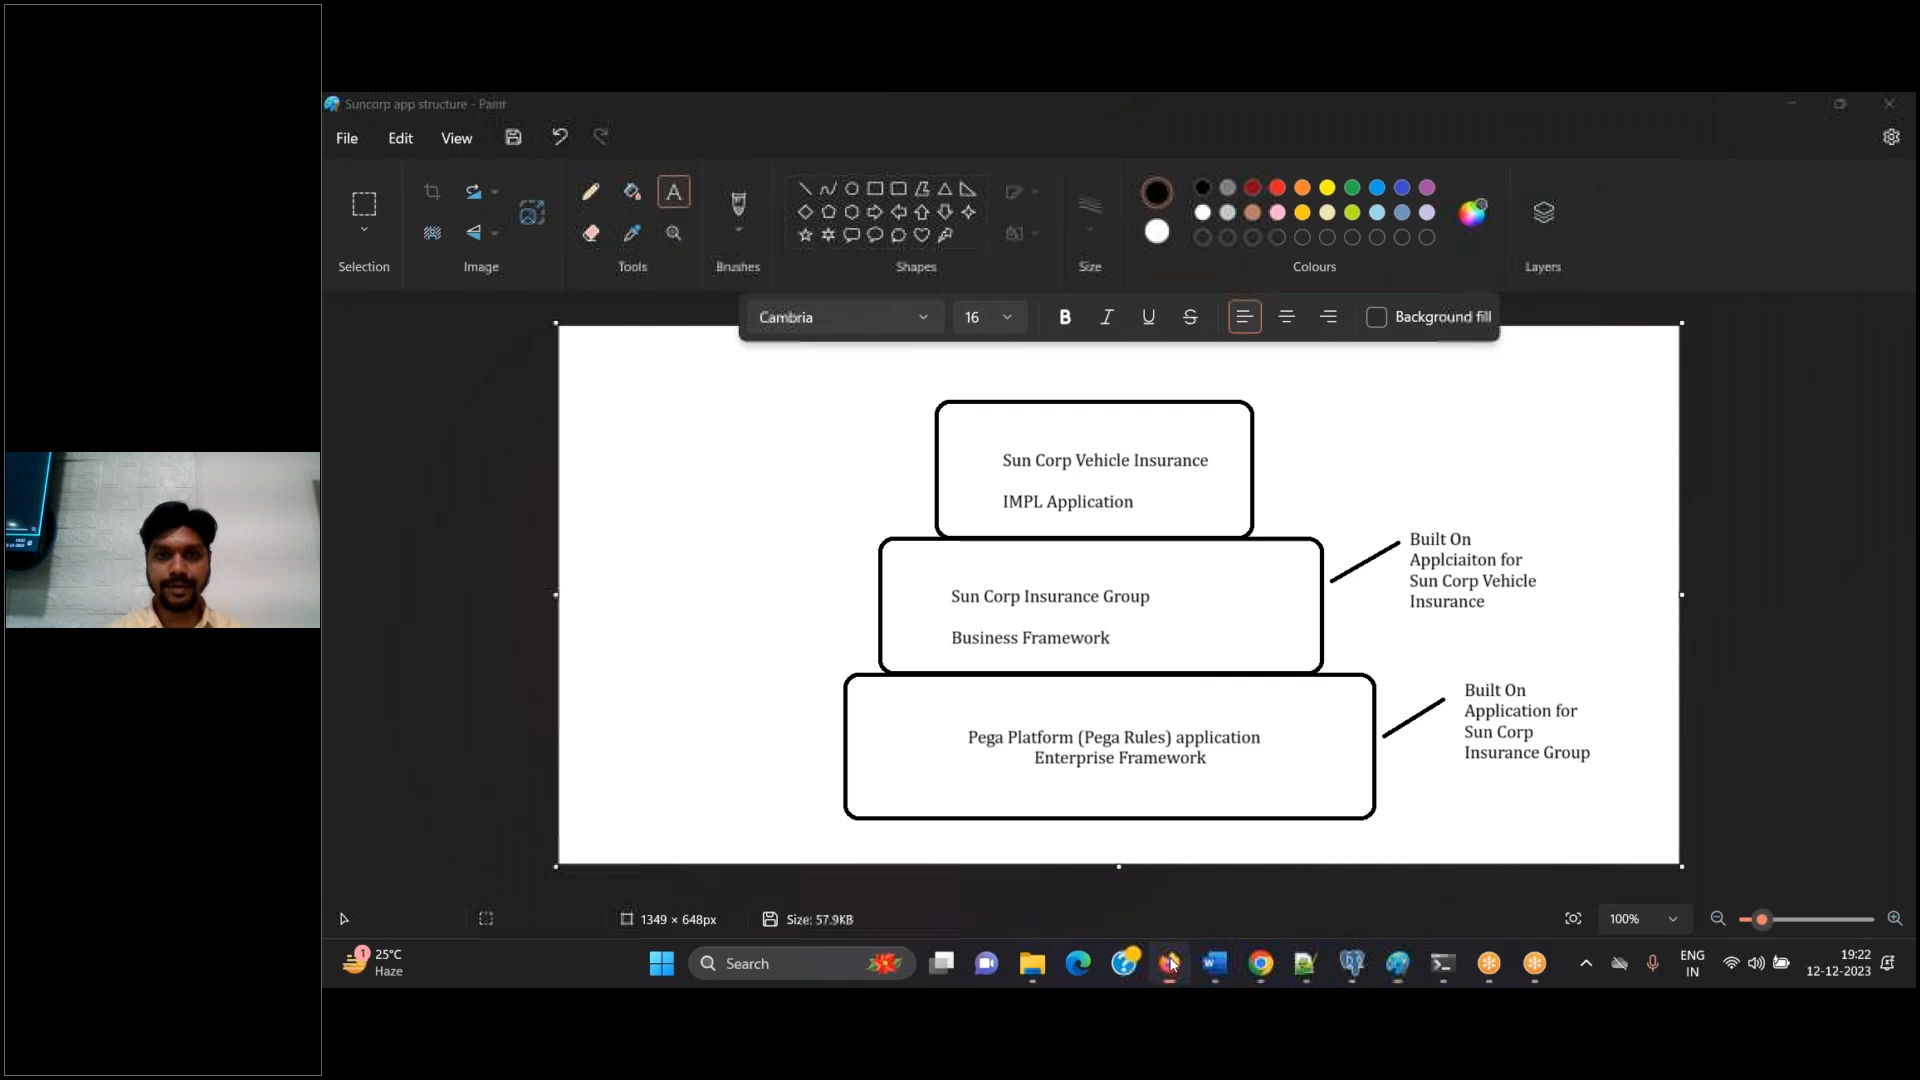 Suncorp app structure - Paint
File Edit View
Selection Image Tools Brushes Shapes Size Colours Layers
Cambria 16 B I U S Background fill
Sun Corp Vehicle Insurance
IMPL Application
Built On
Applciaiton for
Sun Corp Vehicle
Insurance
Sun Corp Insurance Group
Business Framework
Built On
Application for
Sun Corp
Insurance Group
Pega Platform (Pega Rules) application
Enterprise Framework
1349 × 648px Size: 57.9KB 100%
1 25°C
Haze
Search
ENG
IN
19:22
12-12-2023